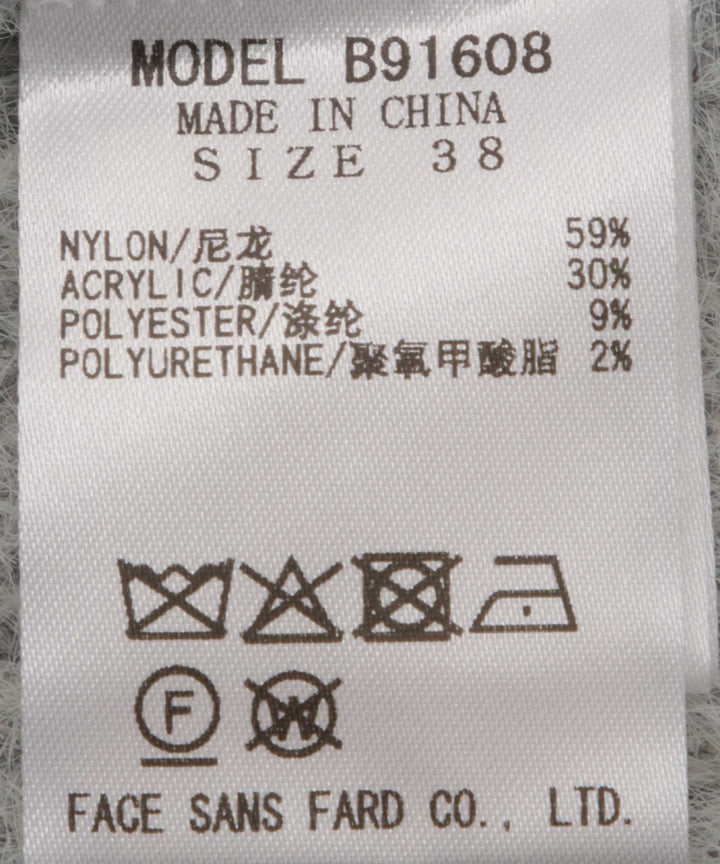 MODEL B91608
MADE IN CHINA
SIZE 38
NYLON/尼龙 59%
ACRYLIC/腈纶 30%
POLYESTER/涤纶 9%
POLYURETHANE/聚氨甲酸脂 2%
F W
FACE SANS FARD CO., LTD.